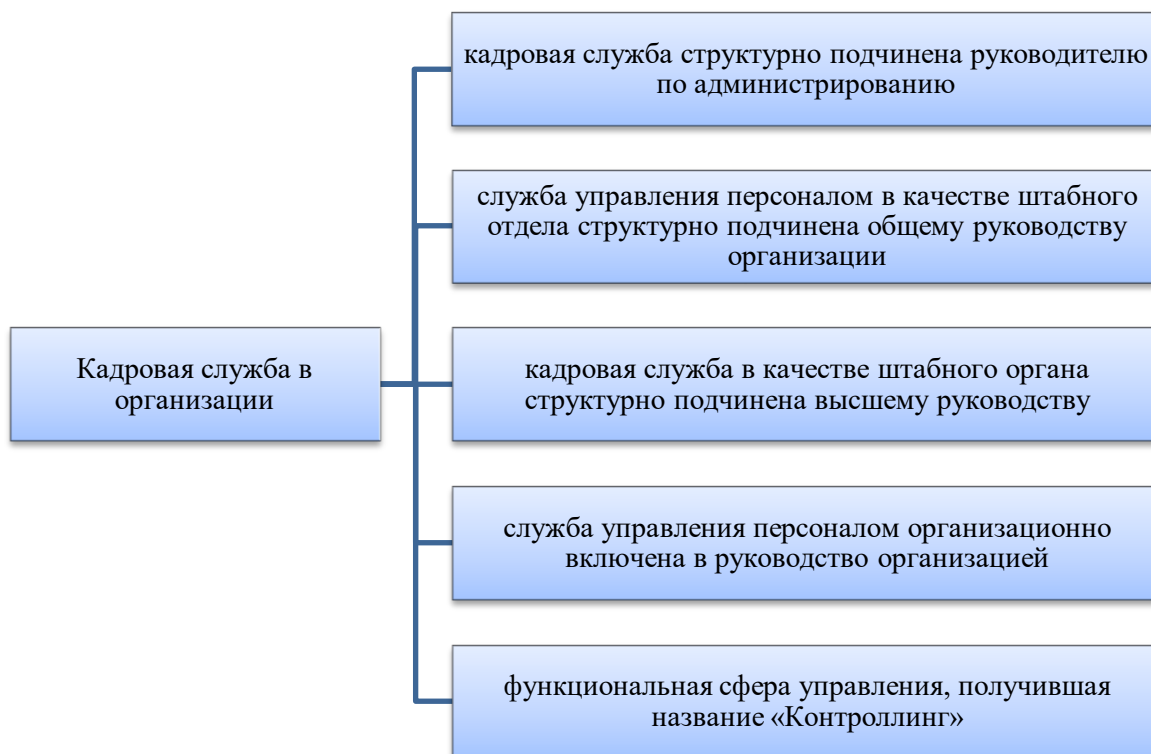 кадровая служба структурно подчинена руководителю
по администрированию
служба управления персоналом в качестве штабного
отдела структурно подчинена общему руководству
организации
Кадровая служба в
организации
кадровая служба в качестве штабного органа
структурно подчинена высшему руководству
служба управления персоналом организационно
включена в руководство организацией
функциональная сфера управления, получившая
название «Контроллинг»